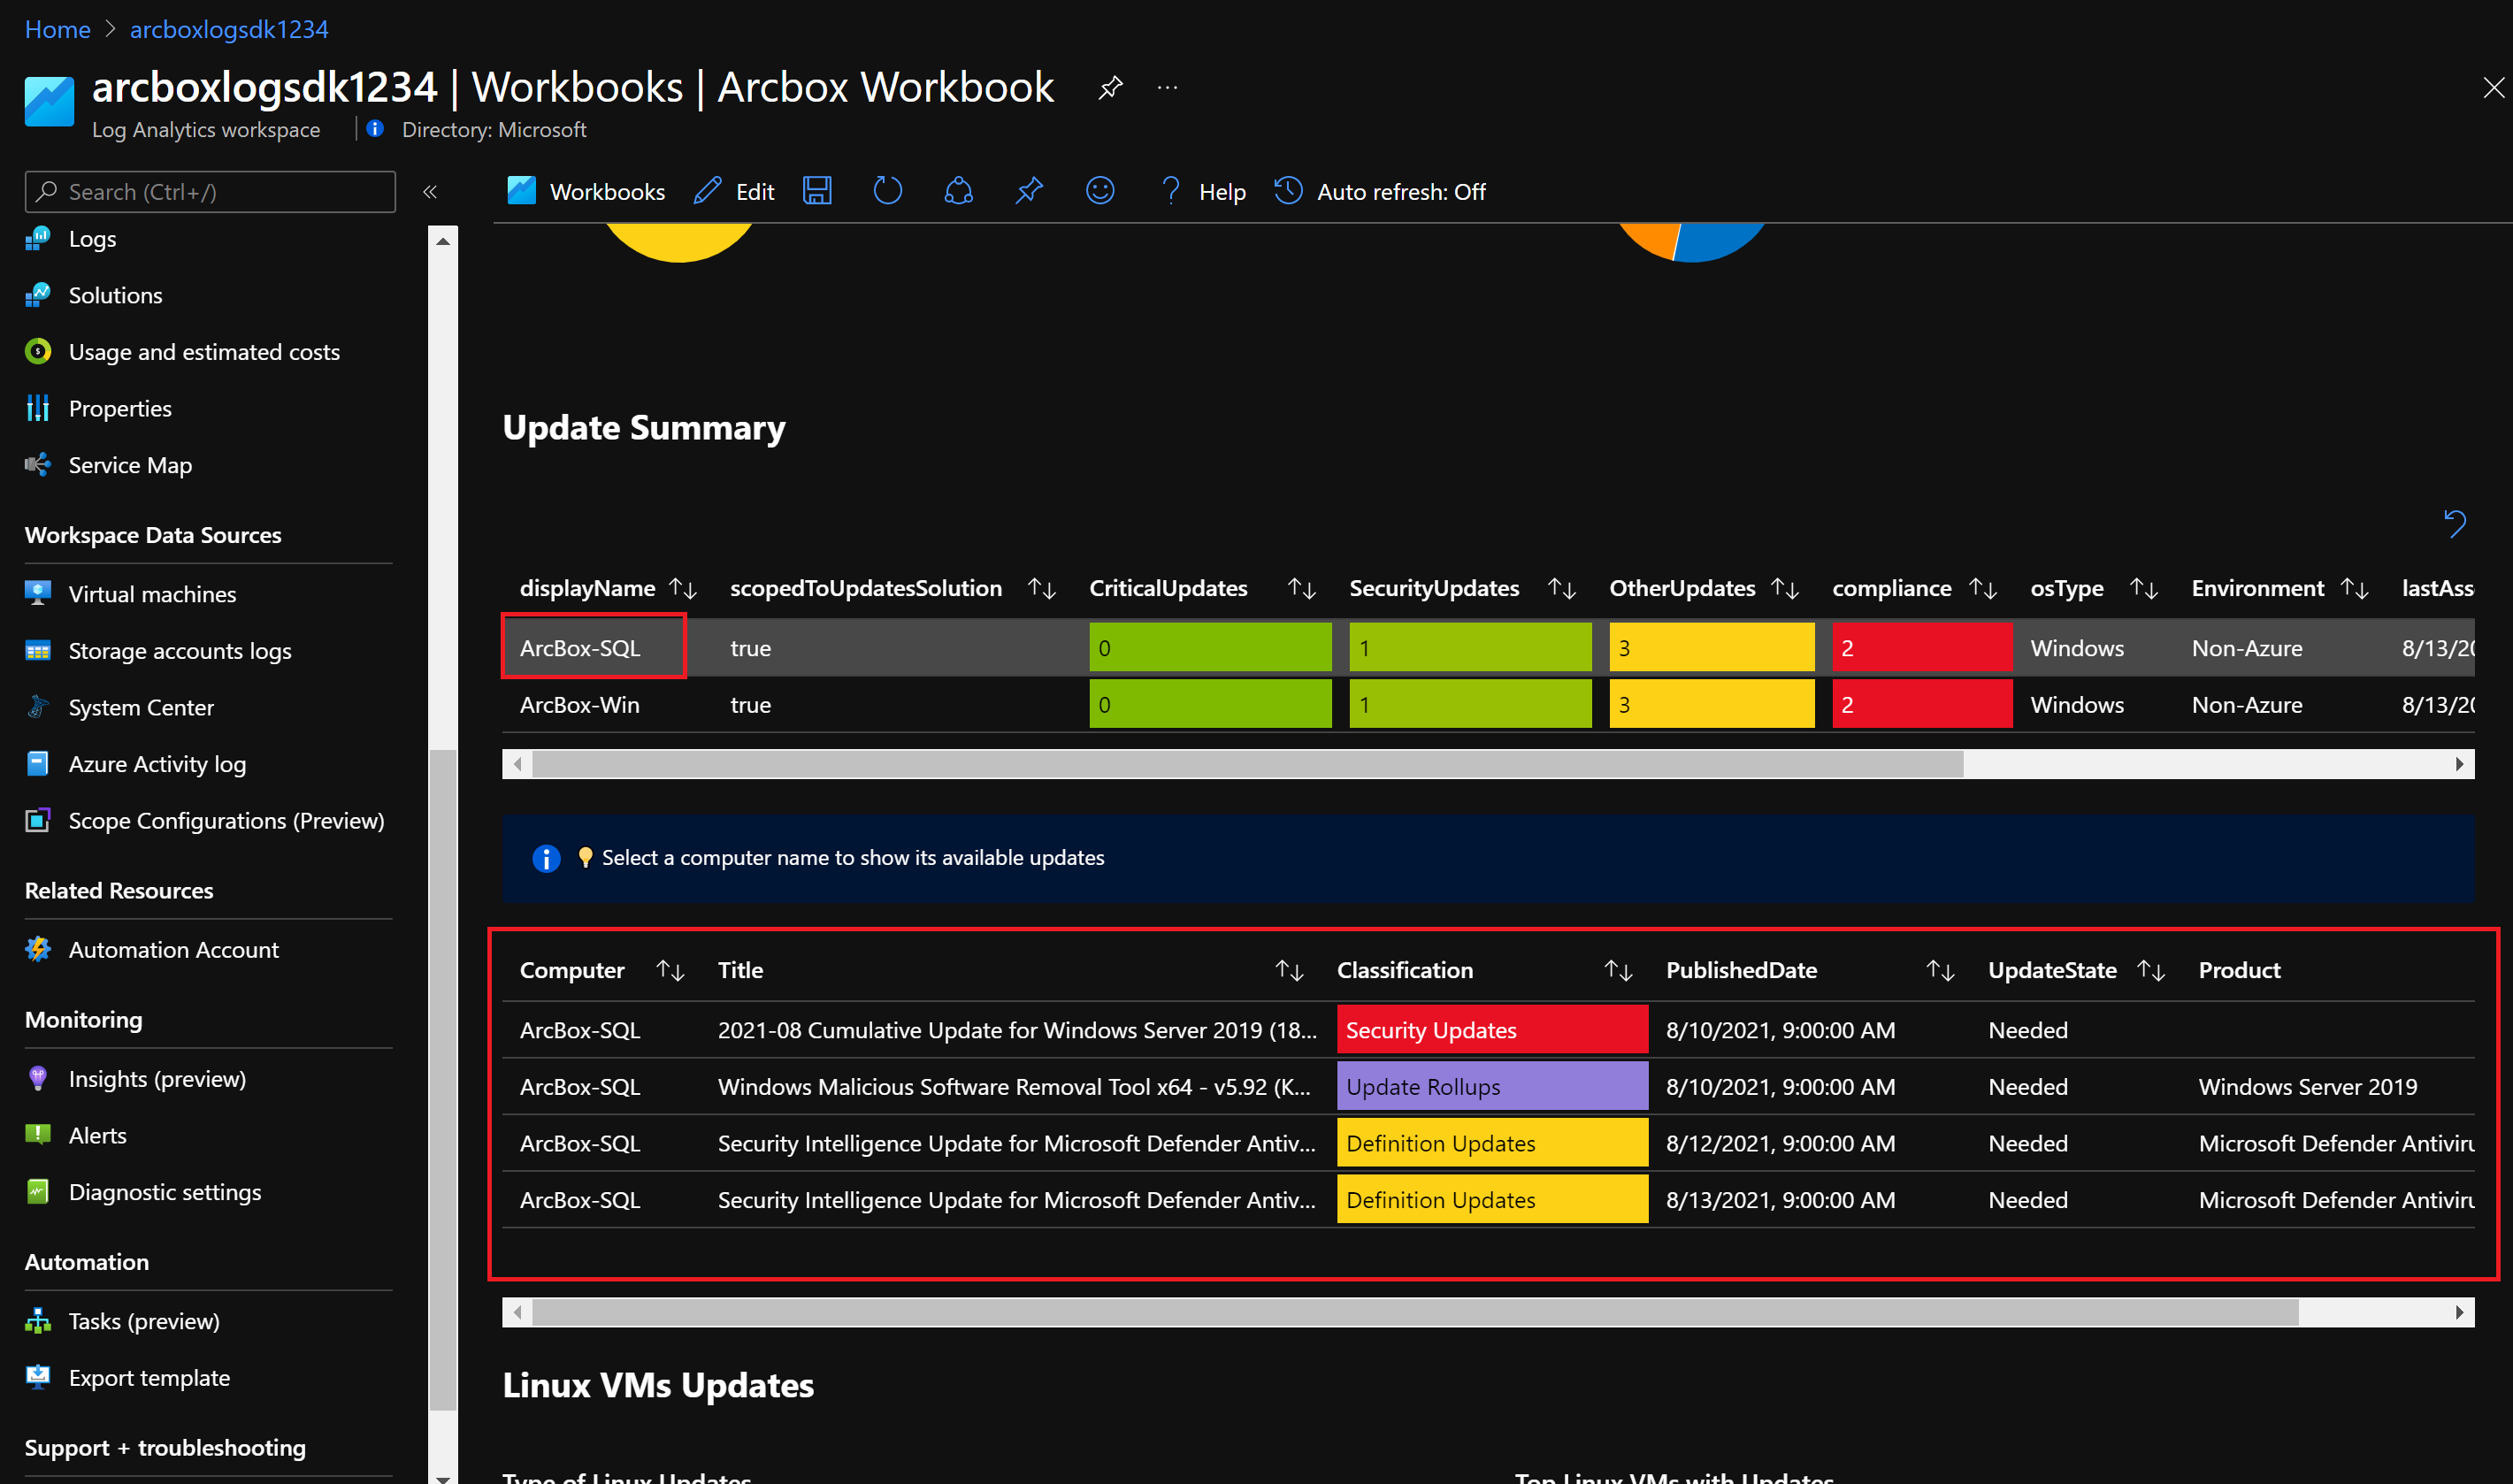 Home > arcboxlogsdk1234
arcboxlogsdk1234 | Workbooks | Arcbox Workbook ...
Log Analytics workspace | Directory: Microsoft
Search (Ctrl+/) «
Workbooks Edit Help Auto refresh: Off
Logs
Solutions
Usage and estimated costs
Properties
Service Map
Workspace Data Sources
Virtual machines
Storage accounts logs
System Center
Azure Activity log
Scope Configurations (Preview)
Related Resources
Automation Account
Monitoring
Insights (preview)
Alerts
Diagnostic settings
Automation
Tasks (preview)
Export template
Support + troubleshooting
Update Summary
displayName scopedToUpdatesSolution CriticalUpdates SecurityUpdates OtherUpdates compliance osType Environment lastAss
ArcBox-SQL true 0 1 3 2 Windows Non-Azure 8/13/20
ArcBox-Win true 0 1 3 2 Windows Non-Azure 8/13/20
Select a computer name to show its available updates
Computer Title Classification PublishedDate UpdateState Product
ArcBox-SQL 2021-08 Cumulative Update for Windows Server 2019 (18... Security Updates 8/10/2021, 9:00:00 AM Needed
ArcBox-SQL Windows Malicious Software Removal Tool x64 - v5.92 (K... Update Rollups 8/10/2021, 9:00:00 AM Needed Windows Server 2019
ArcBox-SQL Security Intelligence Update for Microsoft Defender Antiv... Definition Updates 8/12/2021, 9:00:00 AM Needed Microsoft Defender Antiviru
ArcBox-SQL Security Intelligence Update for Microsoft Defender Antiv... Definition Updates 8/13/2021, 9:00:00 AM Needed Microsoft Defender Antiviru
Linux VMs Updates
Type of Linux Updates Top Linux VMs with Updates